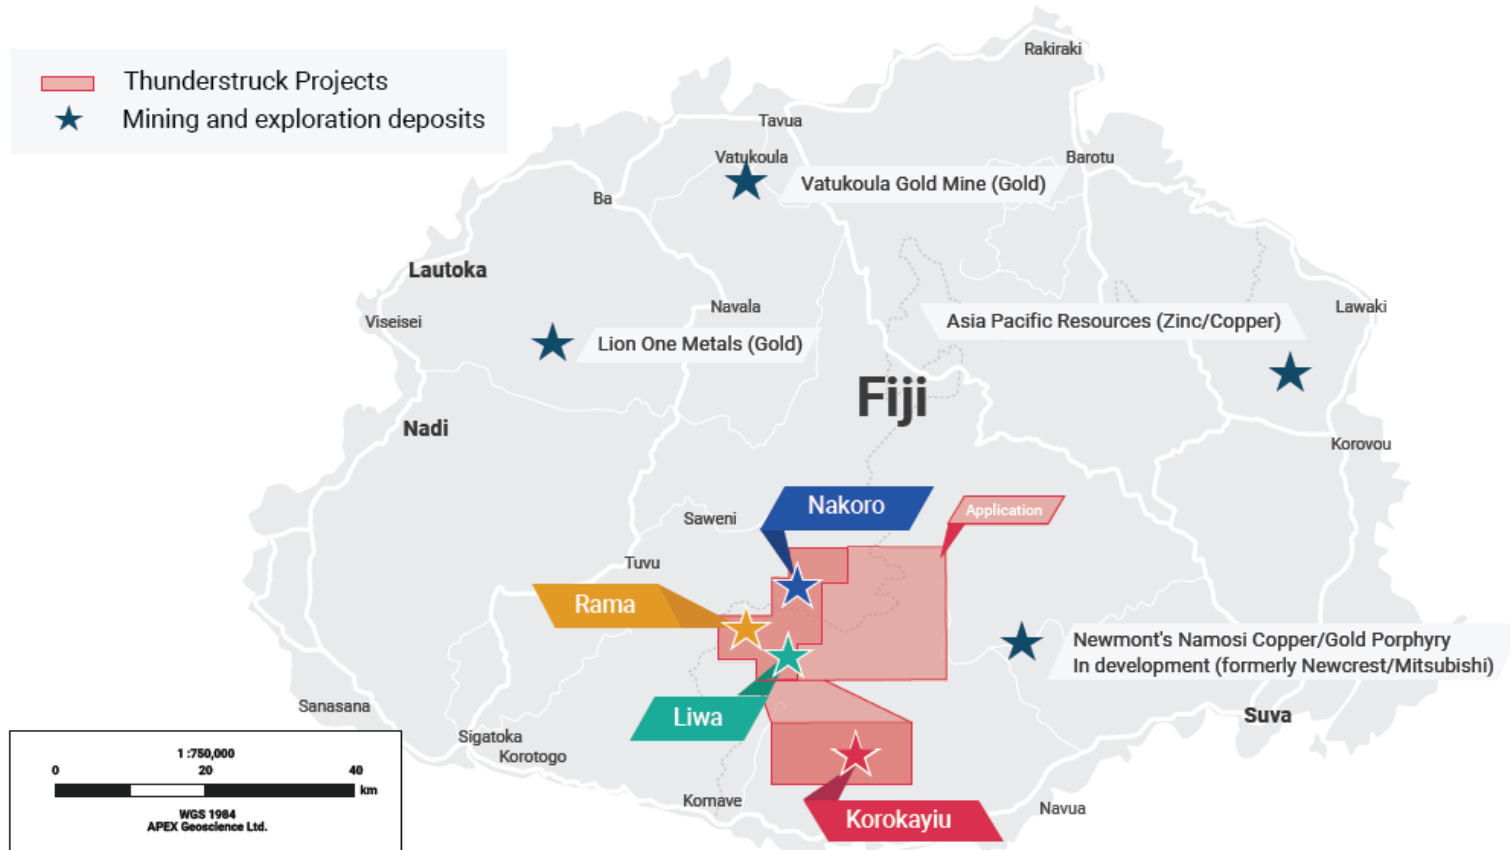 Thunderstruck Projects
Mining and exploration deposits
Rakiraki
Tavua
Vatukoula
Barotu
Vatukoula Gold Mine (Gold)
Ba
Lautoka
Navala
Lawaki
Viseisei
Asia Pacific Resources (Zinc/Copper)
Lion One Metals (Gold)
Fiji
Nadi
Korovou
Nakoro
Application
Saweni
Tuvu
Rama
Newmont's Namosi Copper/Gold Porphyry
In development (formerly Newcrest/Mitsubishi)
Sanasana
Liwa
Suva
Sigatoka
Korotogo
1 :750,000
0 20 40
km
WGS 1984
APEX Geoscience Ltd.
Komave
Navua
Korokayiu